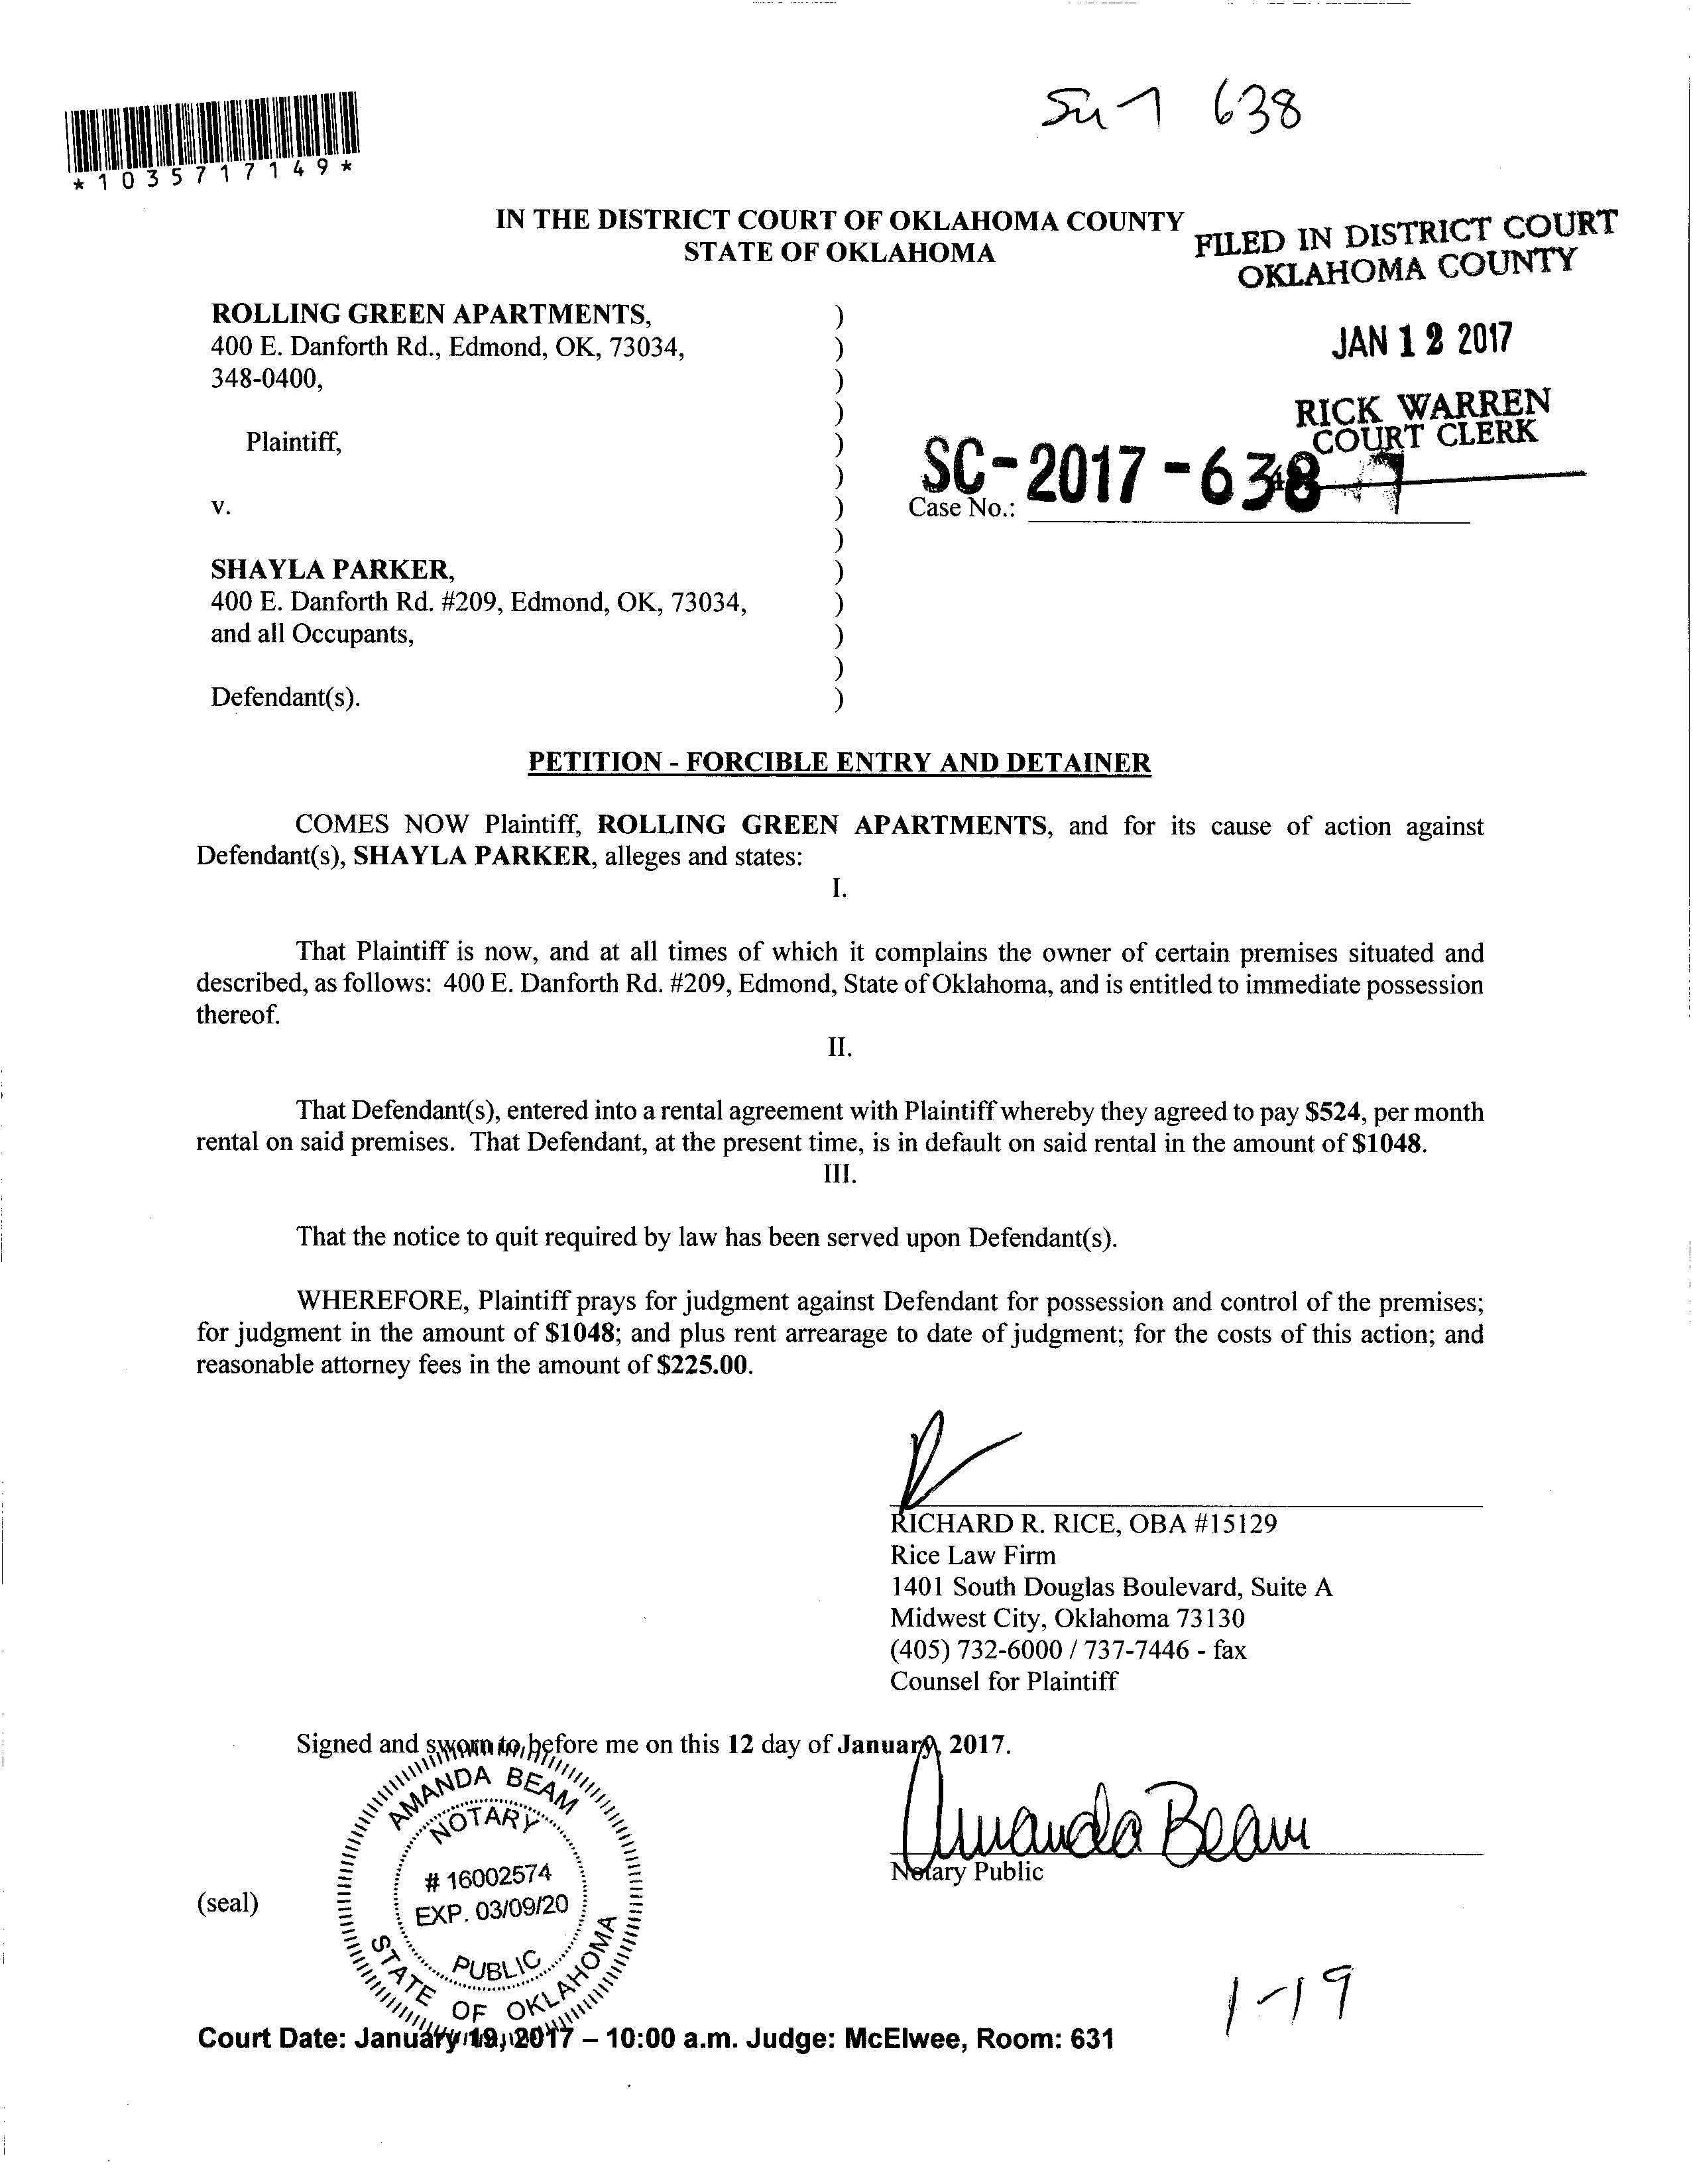 638
*1035717149*
IN THE DISTRICT COURT OF OKLAHOMA COUNTY
STATE OF OKLAHOMA
FILED IN DISTRICT COURT
OKLAHOMA COUNTY
JAN 12 2017
RICK WARREN
COURT CLERK
ROLLING GREEN APARTMENTS, )
400 E. Danforth Rd., Edmond, OK, 73034, )
348-0400, )
)
Plaintiff, )
)
SC-2017-638
v. ) Case No.:
)
SHAYLA PARKER, )
400 E. Danforth Rd. #209, Edmond, OK, 73034, )
and all Occupants, )
)
Defendant(s). )
PETITION - FORCIBLE ENTRY AND DETAINER
COMES NOW Plaintiff, ROLLING GREEN APARTMENTS, and for its cause of action against
Defendant(s), SHAYLA PARKER, alleges and states:
I.
That Plaintiff is now, and at all times of which it complains the owner of certain premises situated and
described, as follows: 400 E. Danforth Rd. #209, Edmond, State of Oklahoma, and is entitled to immediate possession
thereof.
II.
That Defendant(s), entered into a rental agreement with Plaintiff whereby they agreed to pay $524, per month
rental on said premises. That Defendant, at the present time, is in default on said rental in the amount of $1048.
III.
That the notice to quit required by law has been served upon Defendant(s).
WHEREFORE, Plaintiff prays for judgment against Defendant for possession and control of the premises;
for judgment in the amount of $1048; and plus rent arrearage to date of judgment; for the costs of this action; and
reasonable attorney fees in the amount of $225.00.
RICHARD R. RICE, OBA #15129
Rice Law Firm
1401 South Douglas Boulevard, Suite A
Midwest City, Oklahoma 73130
(405) 732-6000 / 737-7446 - fax
Counsel for Plaintiff
Signed and sworn to before me on this 12 day of January, 2017.
AMANDA BEAM
NOTARY
# 16002574
EXP. 03/09/20
PUBLIC
STATE OF OKLAHOMA
Amanda Beam
Notary Public
(seal)
1-19
Court Date: January 19, 2017 – 10:00 a.m. Judge: McElwee, Room: 631